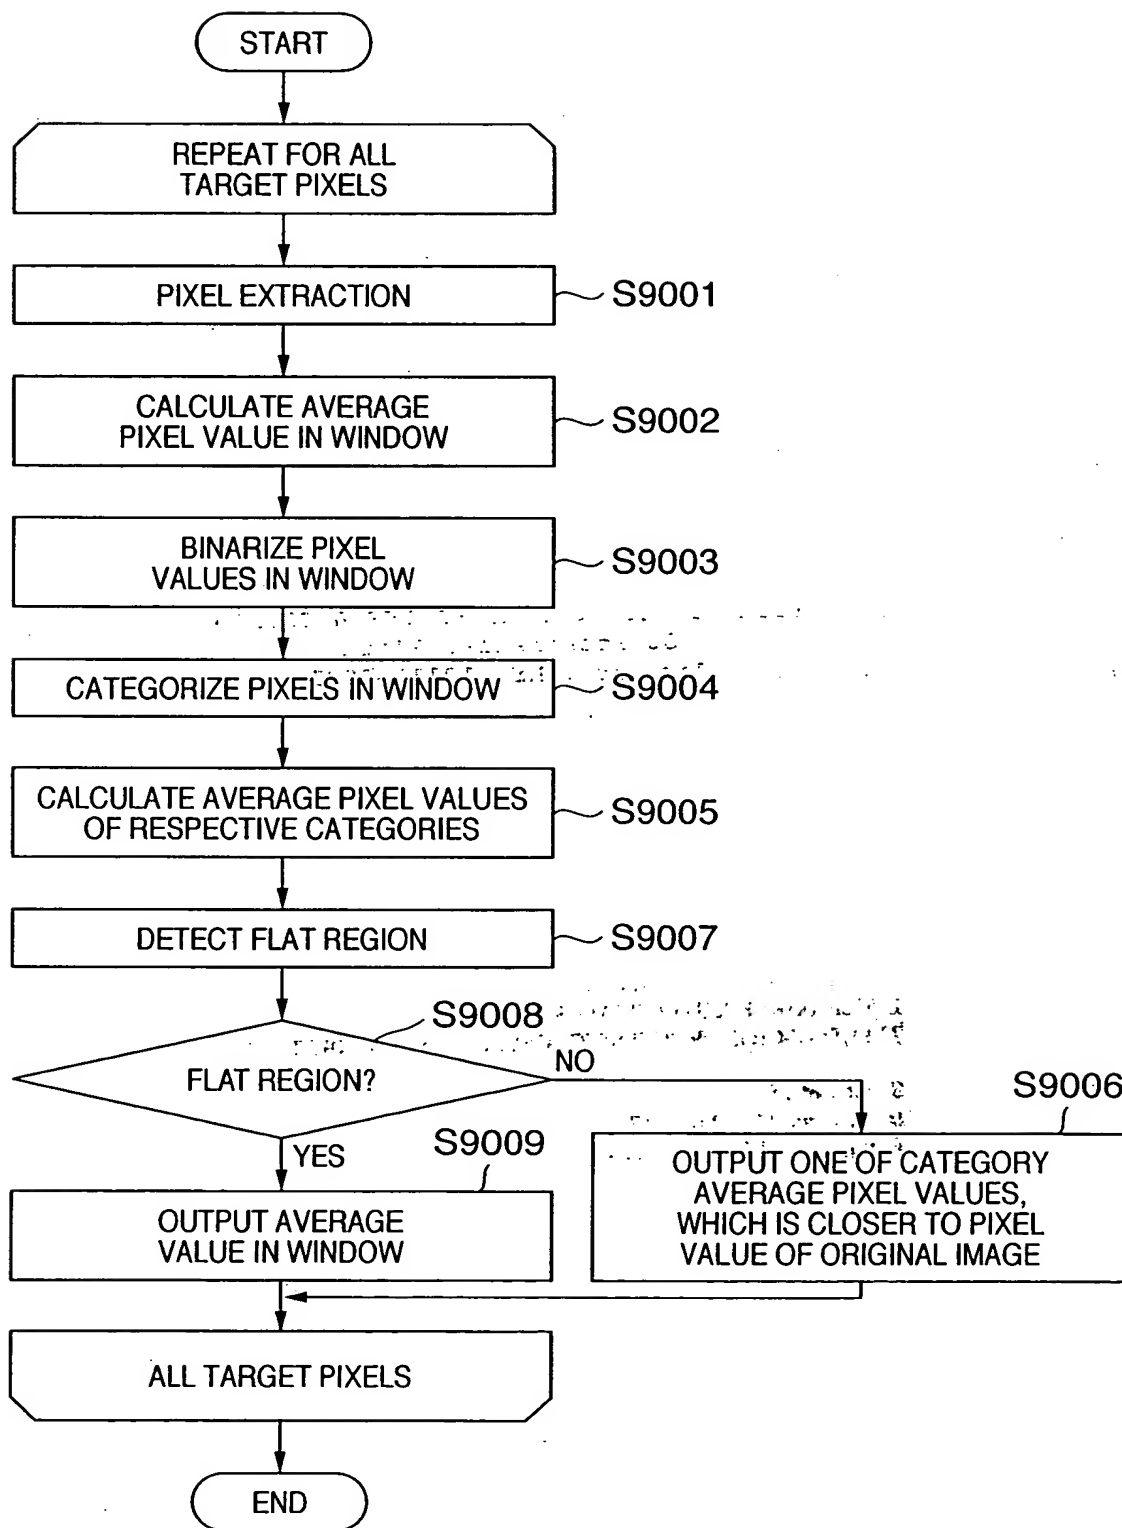 START
REPEAT FOR ALL
TARGET PIXELS
PIXEL EXTRACTION
S9001
CALCULATE AVERAGE
PIXEL VALUE IN WINDOW
S9002
BINARIZE PIXEL
VALUES IN WINDOW
S9003
CATEGORIZE PIXELS IN WINDOW
S9004
CALCULATE AVERAGE PIXEL VALUES
OF RESPECTIVE CATEGORIES
S9005
DETECT FLAT REGION
S9007
S9008
FLAT REGION?
NO
YES
S9009
S9006
OUTPUT AVERAGE
VALUE IN WINDOW
OUTPUT ONE OF CATEGORY
AVERAGE PIXEL VALUES,
WHICH IS CLOSER TO PIXEL
VALUE OF ORIGINAL IMAGE
ALL TARGET PIXELS
END